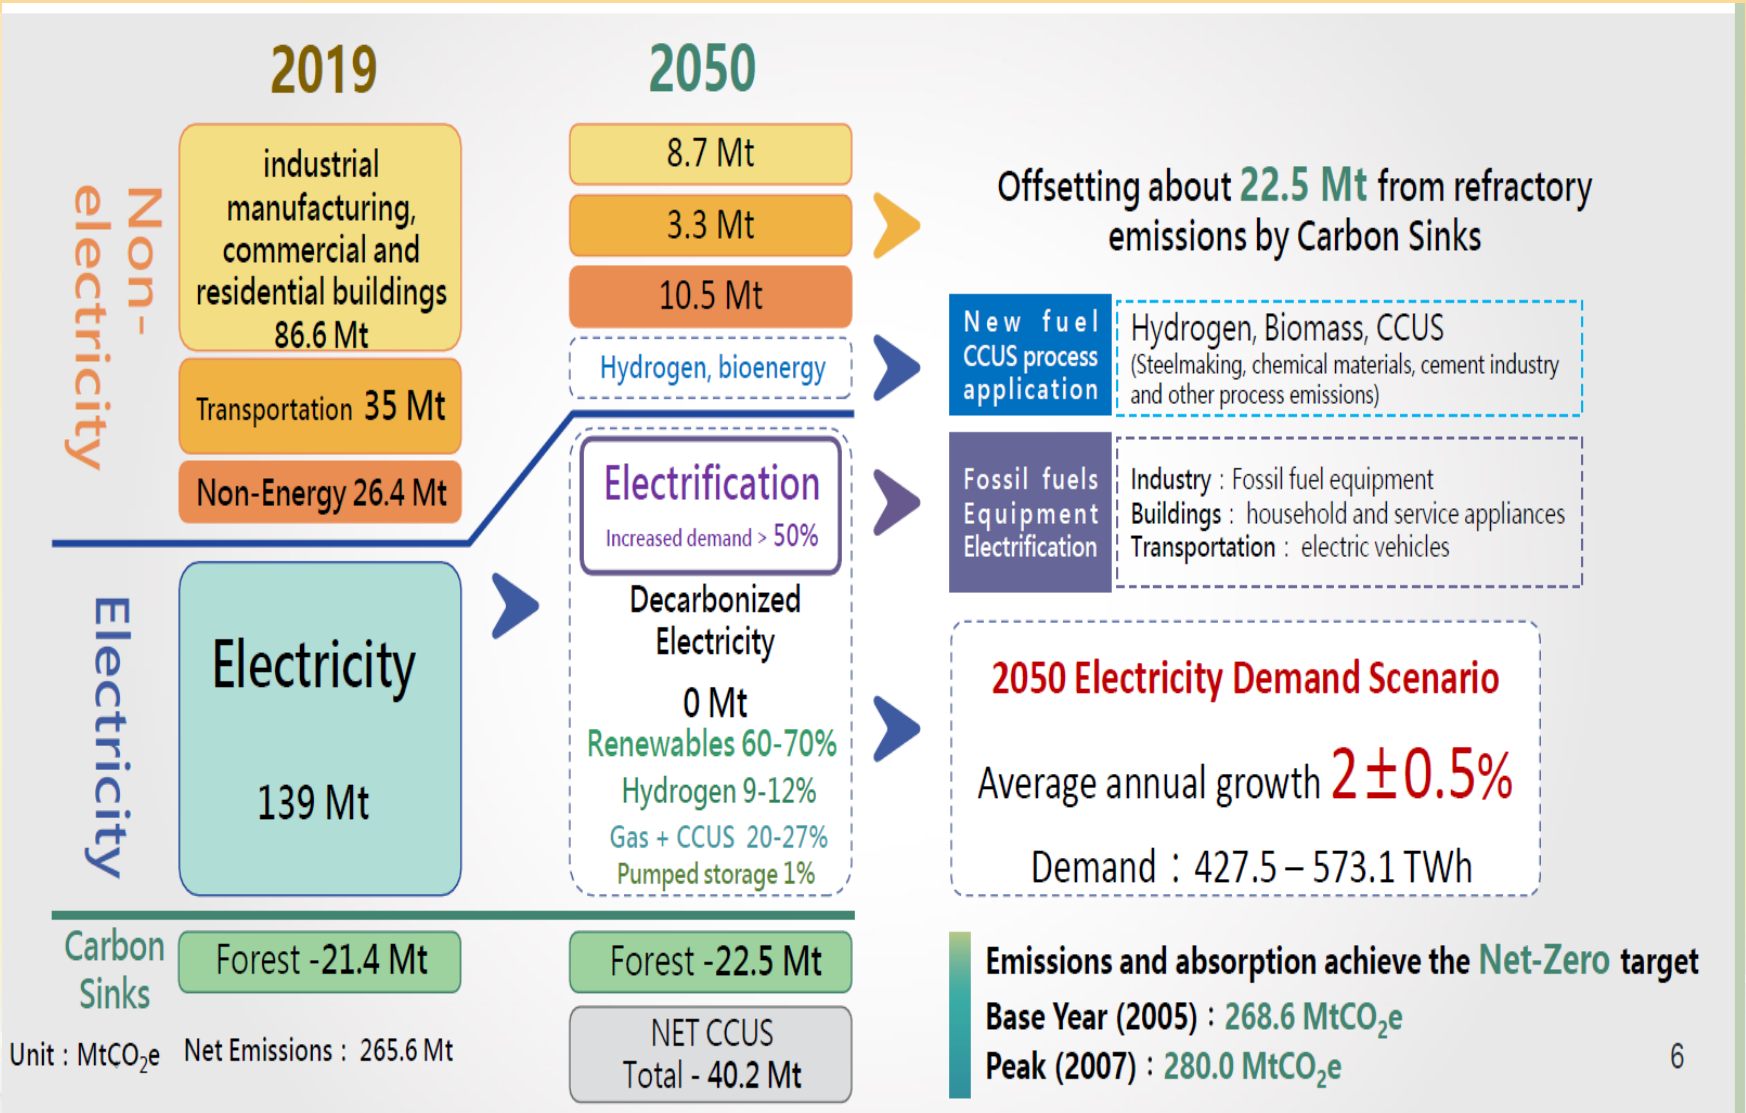 2019
2050
Non-
electricity
industrial
manufacturing,
commercial and
residential buildings
86.6 Mt
Transportation 35 Mt
Non-Energy 26.4 Mt
8.7 Mt
3.3 Mt
10.5 Mt
Hydrogen, bioenergy
Offsetting about 22.5 Mt from refractory
emissions by Carbon Sinks
New fuel
CCUS process
application
Hydrogen, Biomass, CCUS
(Steelmaking, chemical materials, cement industry
and other process emissions)
Electricity
Electricity
139 Mt
Electrification
Increased demand > 50%
Decarbonized
Electricity
0 Mt
Renewables 60-70%
Hydrogen 9-12%
Gas + CCUS 20-27%
Pumped storage 1%
Fossil fuels
Equipment
Electrification
Industry : Fossil fuel equipment
Buildings : household and service appliances
Transportation : electric vehicles
2050 Electricity Demand Scenario
Average annual growth 2±0.5%
Demand : 427.5 – 573.1 TWh
Carbon
Sinks
Forest -21.4 Mt
Forest -22.5 Mt
Unit : MtCO₂e
Net Emissions : 265.6 Mt
NET CCUS
Total - 40.2 Mt
Emissions and absorption achieve the Net-Zero target
Base Year (2005) : 268.6 MtCO₂e
Peak (2007) : 280.0 MtCO₂e
6